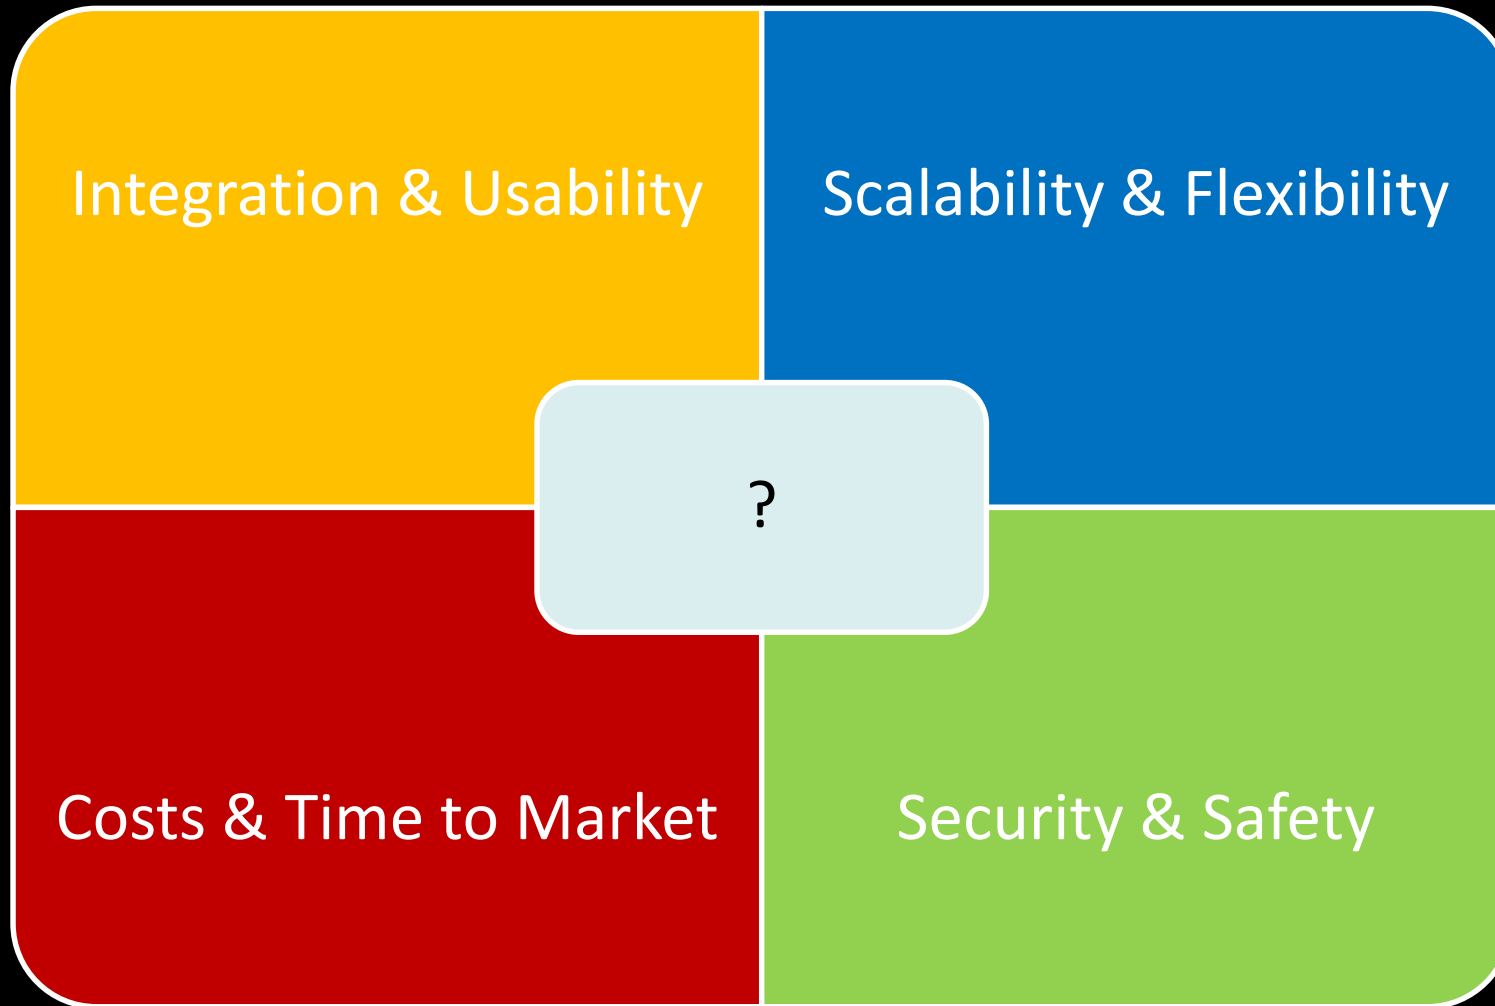 Integration & Usability
Scalability & Flexibility
?
Costs & Time to Market
Security & Safety